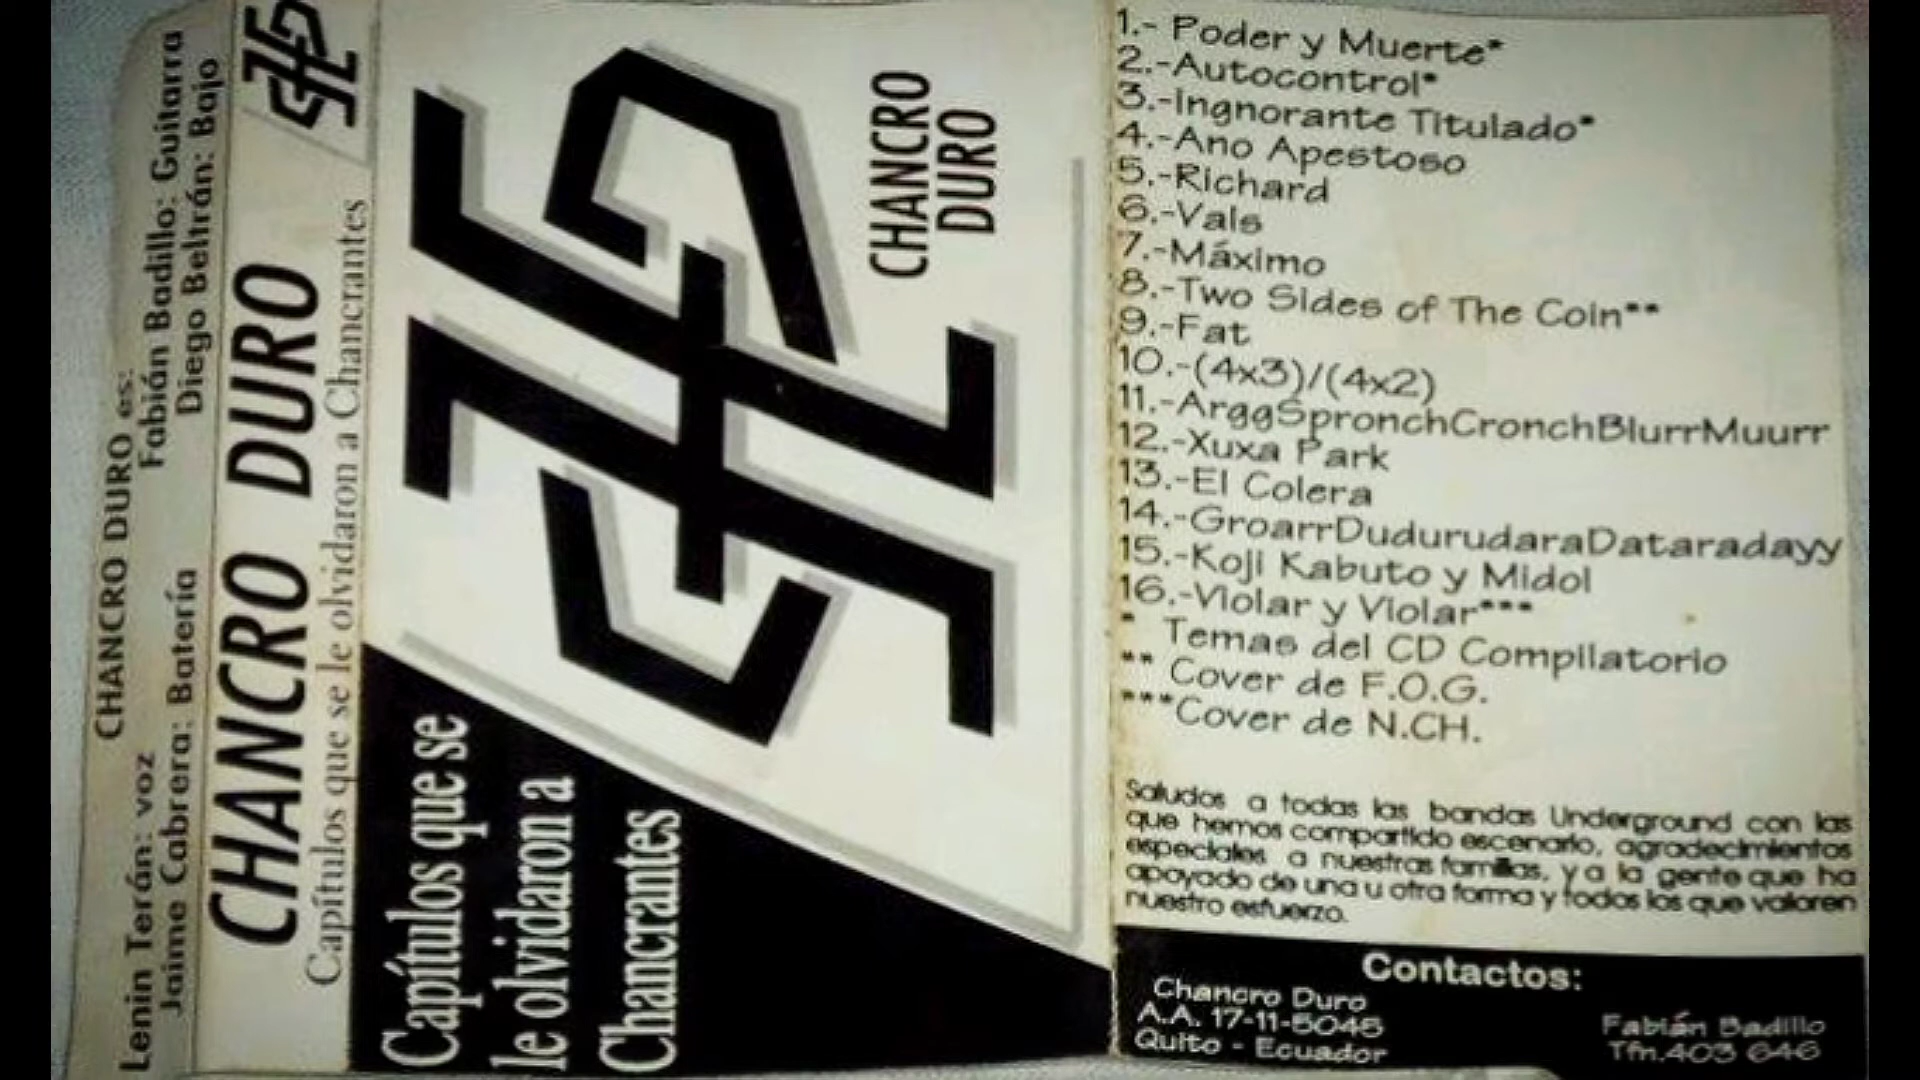 CHANCRO DURO es:
Lenin Terán: voz
Fabián Badillo: Guitarra
Jaime Cabrera: Batería
Diego Beltrán: Bajo
CHANCRO DURO
Capítulos que se le olvidaron a Chancrantes
CHANCRO
DURO
Capítulos que se
le olvidaron a
Chancrantes
1.- Poder y Muerte*
2.-Autocontrol*
3.-Ingnorante Titulado*
4.-Ano Apestoso
5.-Richard
6.-Vals
7.-Máximo
8.-Two Sides of The Coin**
9.-Fat
10.-(4x3)/(4x2)
11.-ArggSpronchCronchBlurrMuurr
12.-Xuxa Park
13.-El Colera
14.-GroarrDudurudaraDataradayy
15.-Koji Kabuto y Midol
16.-Violar y Violar***
* Temas del CD Compilatorio
** Cover de F.O.G.
***Cover de N.CH.
Saludos a todas las bandas Underground con las
que hemos compartido escenario, agradecimientos
especiales a nuestras familias, y a la gente que ha
apoyado de una u otra forma y todos los que valoren
nuestro esfuerzo.
Contactos:
Chancro Duro
A.A. 17-11-5045
Quito - Ecuador
Fabián Badillo
Tfn.403 646